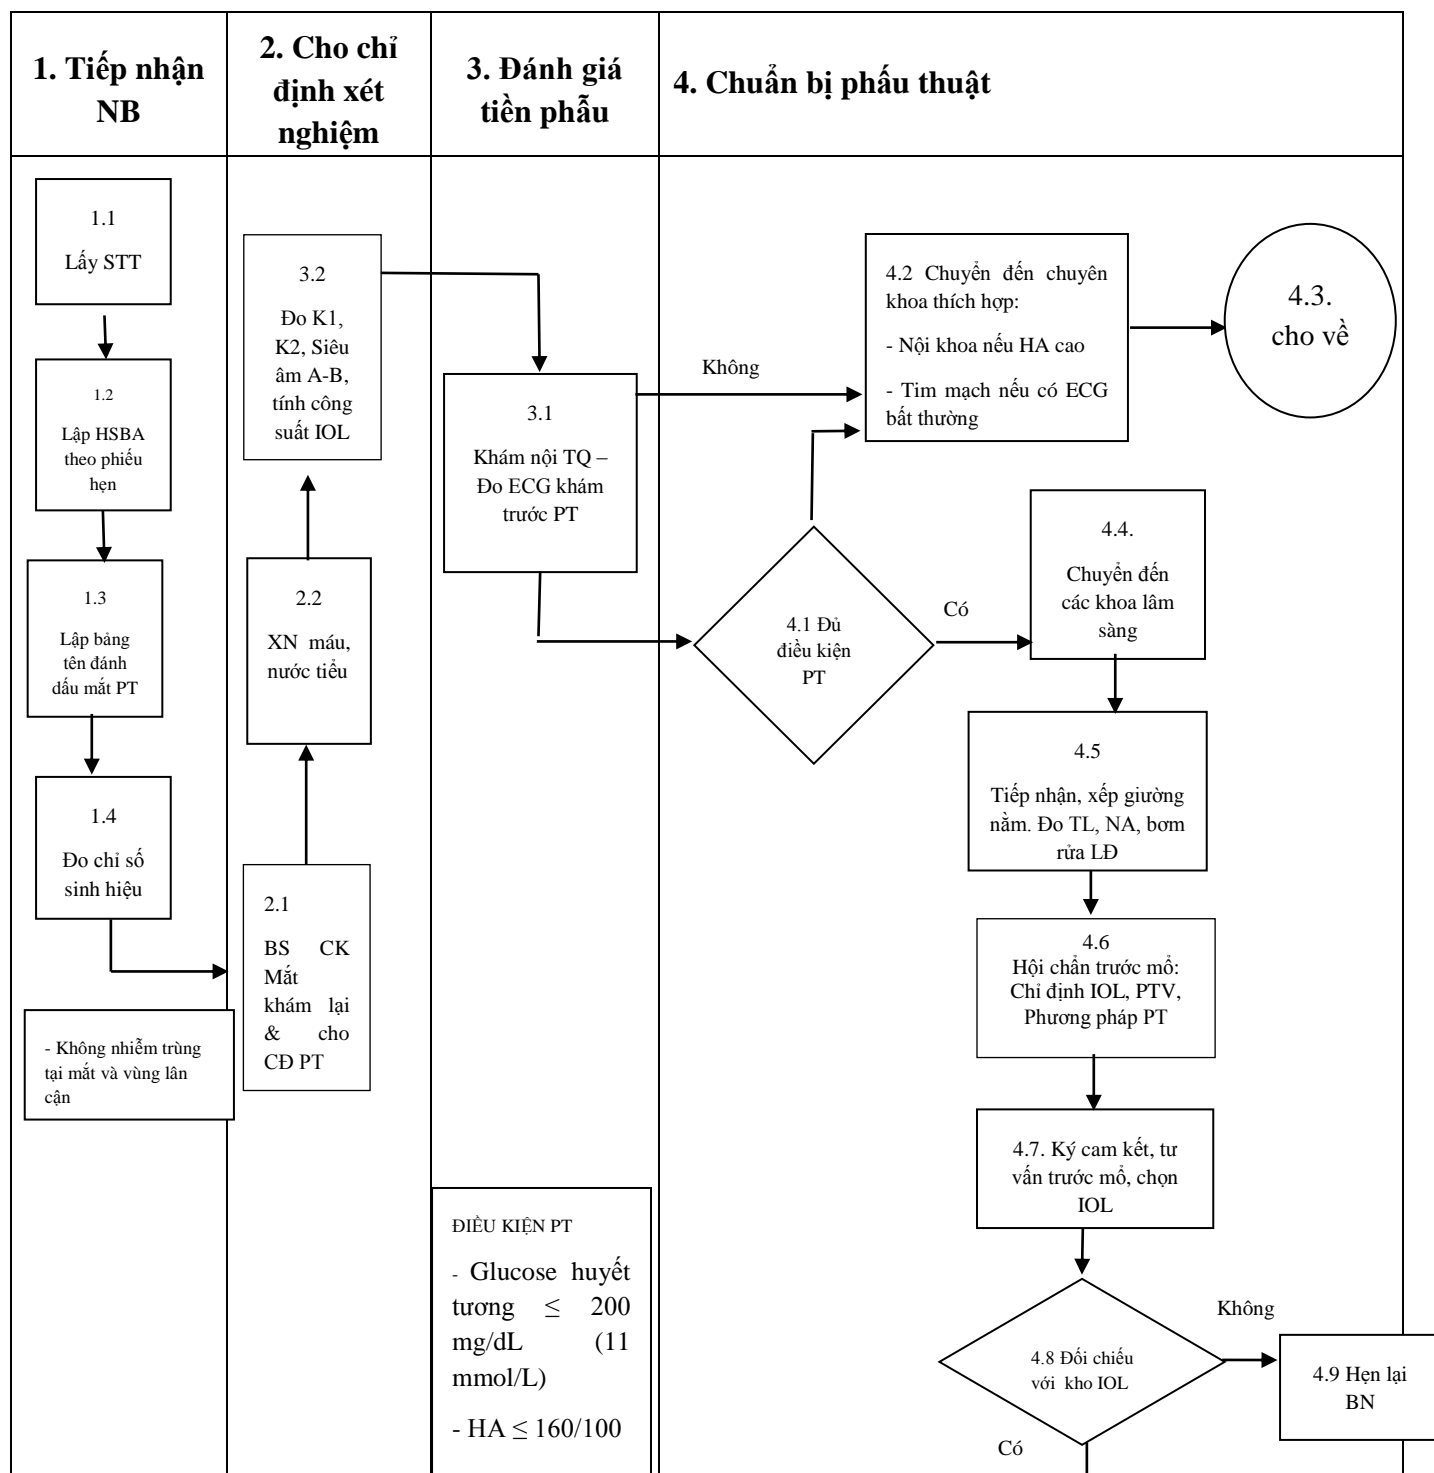 1. Tiếp nhận
NB
2. Cho chỉ
định xét
nghiệm
3. Đánh giá
tiền phẫu
4. Chuẩn bị phẫu thuật
1.1
Lấy STT
1.2
Lập HSBA
theo phiếu
hẹn
1.3
Lập bảng
tên đánh
dấu mắt PT
1.4
Đo chỉ số
sinh hiệu
- Không nhiễm trùng
tại mắt và vùng lân
cận
3.2
Đo K1,
K2, Siêu
âm A-B,
tính công
suất IOL
2.2
XN máu,
nước tiểu
2.1
BS CK
Mắt
khám lại
& cho
CĐ PT
3.1
Khám nội TQ –
Đo ECG khám
trước PT
ĐIỀU KIỆN PT
- Glucose huyết
tương ≤ 200
mg/dL (11
mmol/L)
- HA ≤ 160/100
Không
4.2 Chuyển đến chuyên
khoa thích hợp:
- Nội khoa nếu HA cao
- Tim mạch nếu có ECG
bất thường
4.3.
cho về
4.1 Đủ
điều kiện
PT
Có
4.4.
Chuyển đến
các khoa lâm
sàng
4.5
Tiếp nhận, xếp giường
nằm. Đo TL, NA, bơm
rửa LĐ
4.6
Hội chẩn trước mổ:
Chỉ định IOL, PTV,
Phương pháp PT
4.7. Ký cam kết, tư
vấn trước mổ, chọn
IOL
4.8 Đối chiếu
với kho IOL
Không
4.9 Hẹn lại
BN
Có